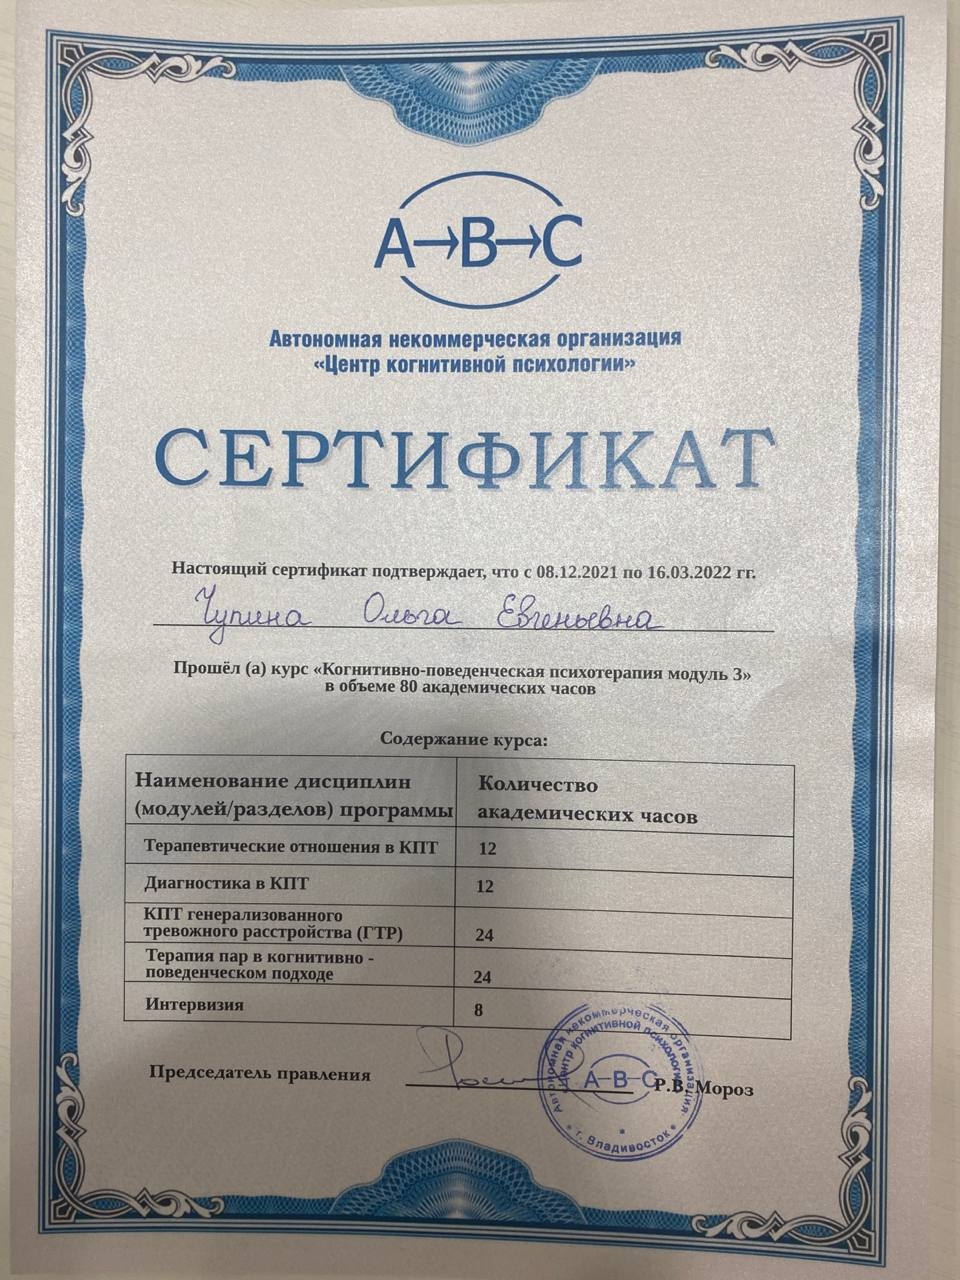 A→B→C
Автономная некоммерческая организация
«Центр когнитивной психологии»
СЕРТИФИКАТ
Настоящий сертификат подтверждает, что с 08.12.2021 по 16.03.2022 гг.
Чупина Ольга Евгеньевна
Прошёл (а) курс «Когнитивно-поведенческая психотерапия модуль 3»
в объеме 80 академических часов
Содержание курса:
Наименование дисциплин
(модулей/разделов) программы
Количество
академических часов
Терапевтические отношения в КПТ 12
Диагностика в КПТ 12
КПТ генерализованного
тревожного расстройства (ГТР) 24
Терапия пар в когнитивно -
поведенческом подходе 24
Интервизия 8
Председатель правления Р.В. Мороз
Автономная некоммерческая организация
«Центр когнитивной психологии»
А-В-С
* г. Владивосток *